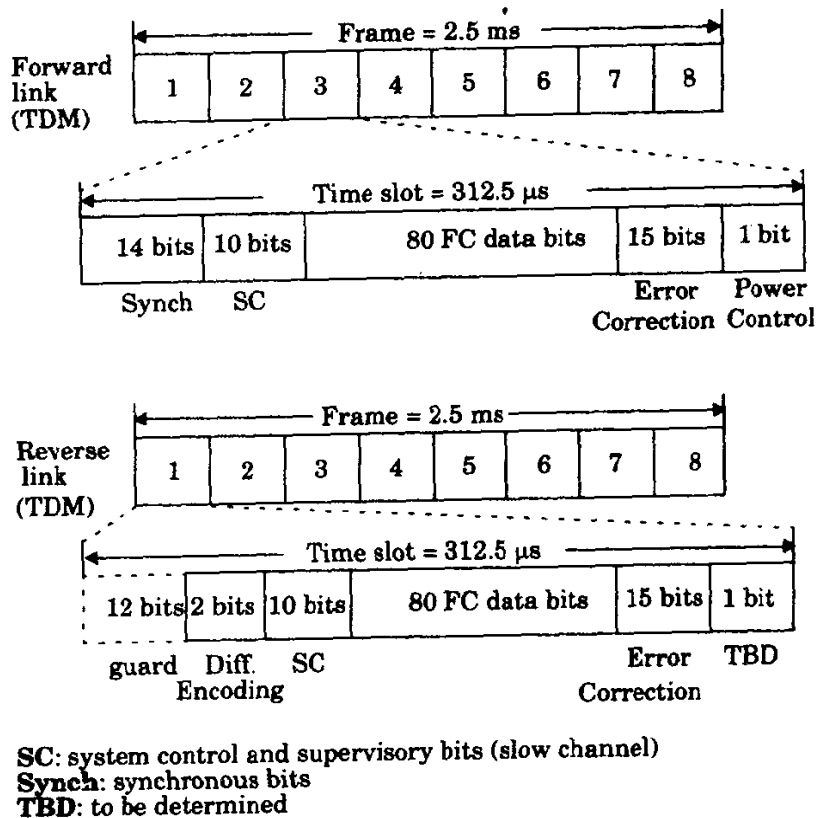 Frame = 2.5 ms
Forward link (TDM)
1 2 3 4 5 6 7 8
Time slot = 312.5 µs
14 bits 10 bits 80 FC data bits 15 bits 1 bit
Synch SC Error Correction Power Control
Frame = 2.5 ms
Reverse link (TDM)
1 2 3 4 5 6 7 8
Time slot = 312.5 µs
12 bits 2 bits 10 bits 80 FC data bits 15 bits 1 bit
guard Diff. Encoding SC Error Correction TBD
SC: system control and supervisory bits (slow channel)
Synch: synchronous bits
TBD: to be determined